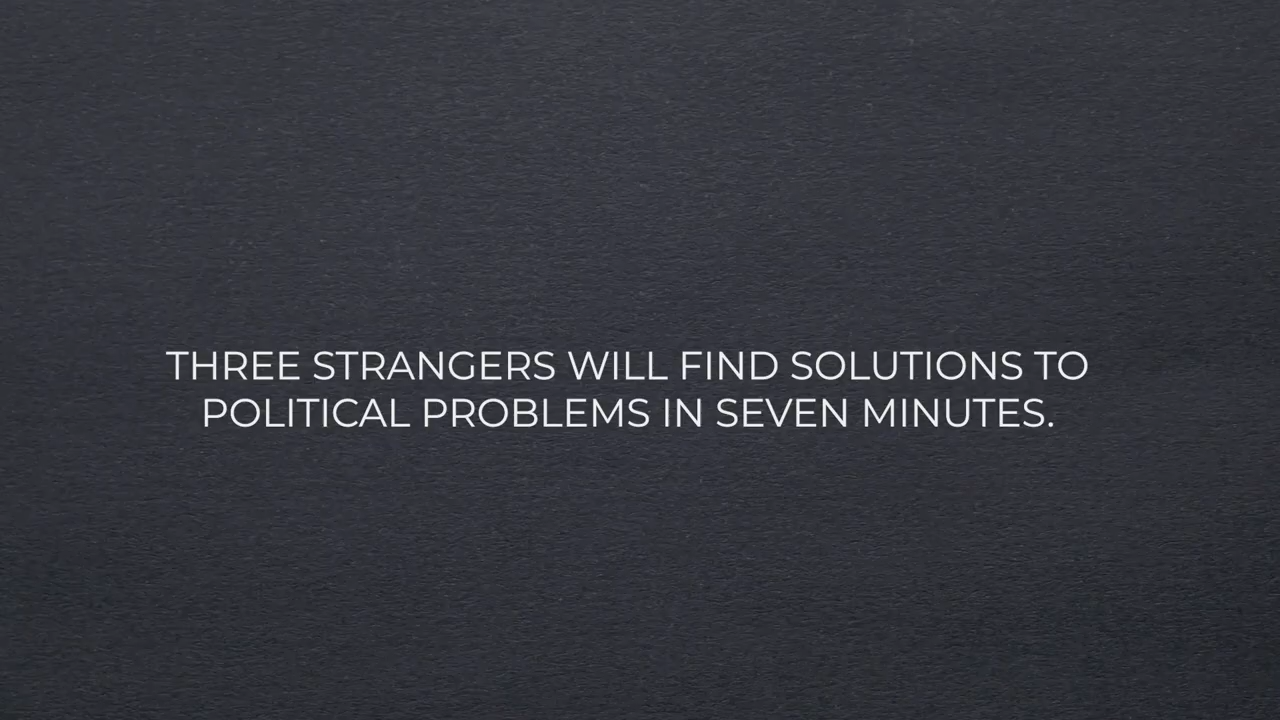 THREE STRANGERS WILL FIND SOLUTIONS TO
POLITICAL PROBLEMS IN SEVEN MINUTES.